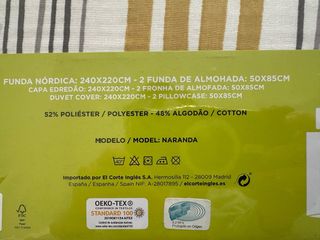 FUNDA NÓRDICA: 240X220CM - 2 FUNDA DE ALMOHADA: 50X85CM
CAPA EDREDÃO: 240X220CM - 2 FRONHA DE ALMOFADA: 50X85CM
DUVET COVER: 240X220CM - 2 PILLOWCASE: 50X85CM
52% POLIÉSTER / POLYESTER - 48% ALGODÃO / COTTON
MODELO / MODEL: NARANDA
Importado por El Corte Inglés S.A. Hermosilla 112 - 28009 Madrid
España / Espanha / Spain NIF: A-28017895 / elcorteingles.es
FSC
OEKO-TEX®
STANDARD 100